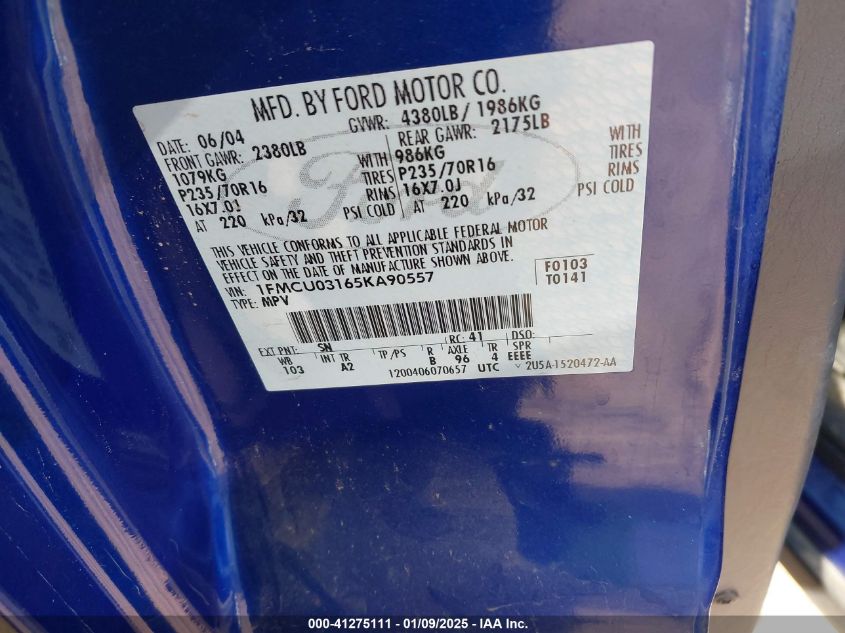 MFD. BY FORD MOTOR CO.
DATE: 06/04 GVWR: 4380LB/ 1986KG
FRONT GAWR: 2380LB REAR GAWR: 2175LB
1079KG WITH 986KG WITH
P235/70R16 TIRES P235/70R16 TIRES
16X7.0J RIMS 16X7.0J RIMS
AT 220 kPa/32 PSI COLD AT 220 kPa/32 PSI COLD
THIS VEHICLE CONFORMS TO ALL APPLICABLE FEDERAL MOTOR
VEHICLE SAFETY AND THEFT PREVENTION STANDARDS IN
EFFECT ON THE DATE OF MANUFACTURE SHOWN ABOVE.
VIN: 1FMCU03165KA90557 F0103
TYPE: MPV T0141
EXT PNT: SN RC: 41 DSO:
WB INT TR TP/PS R AXLE TR SPR
103 A2 B 96 4 EEEE
1200406070657 UTC v 2U5A-1520472-AA
Ford
000-41275111 - 01/09/2025 - IAA Inc.